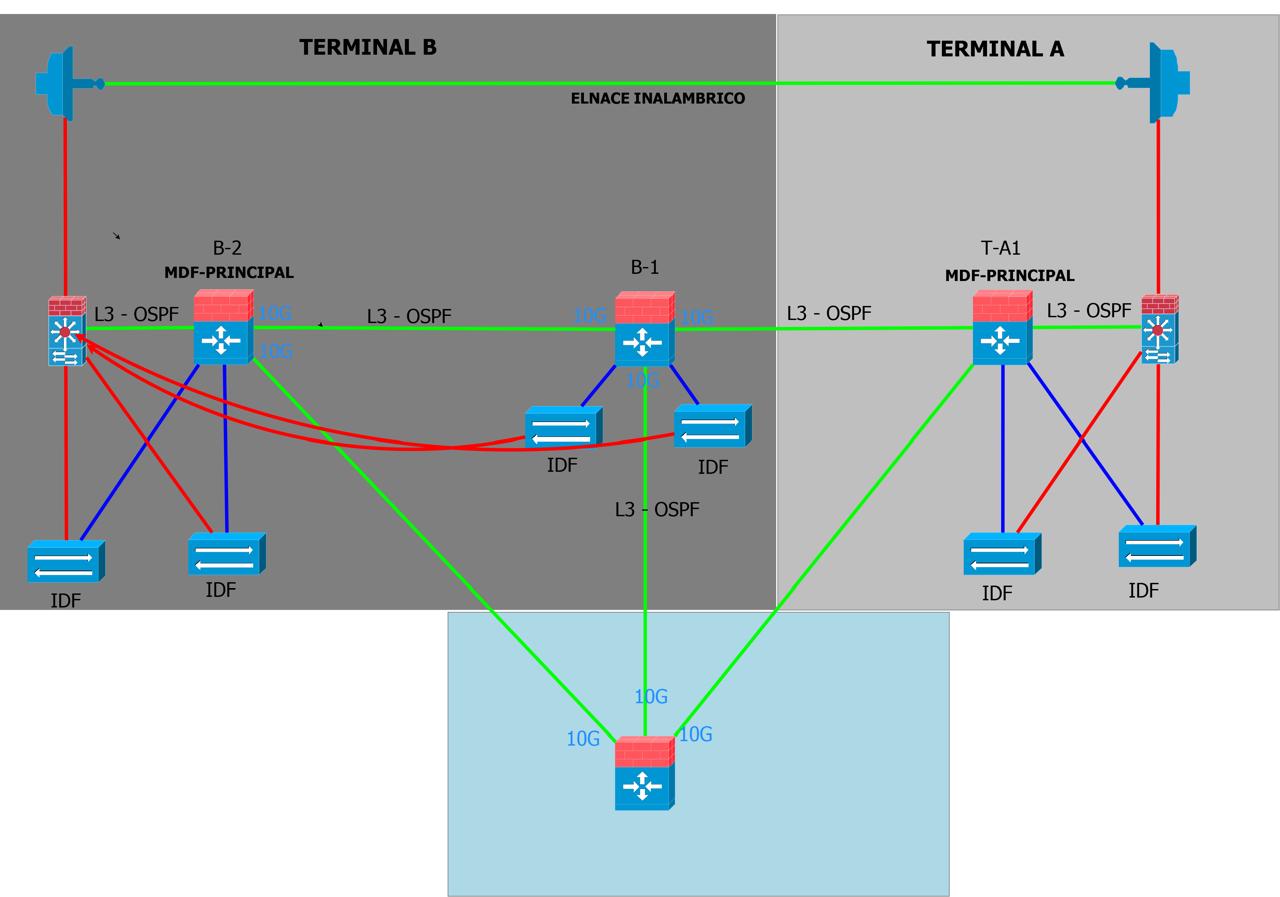 TERMINAL B
TERMINAL A
ELNACE INALAMBRICO
B-2
MDF-PRINCIPAL
B-1
T-A1
MDF-PRINCIPAL
L3 - OSPF
10G
L3 - OSPF
10G
10G
L3 - OSPF
L3 - OSPF
10G
10G
IDF
IDF
L3 - OSPF
IDF
IDF
IDF
IDF
10G
10G
10G